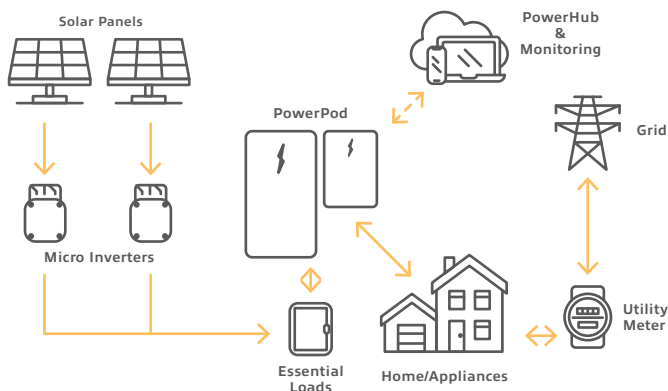 Solar Panels
PowerHub
&
Monitoring
PowerPod
Grid
Micro Inverters
Utility
Meter
Essential
Loads
Home/Appliances